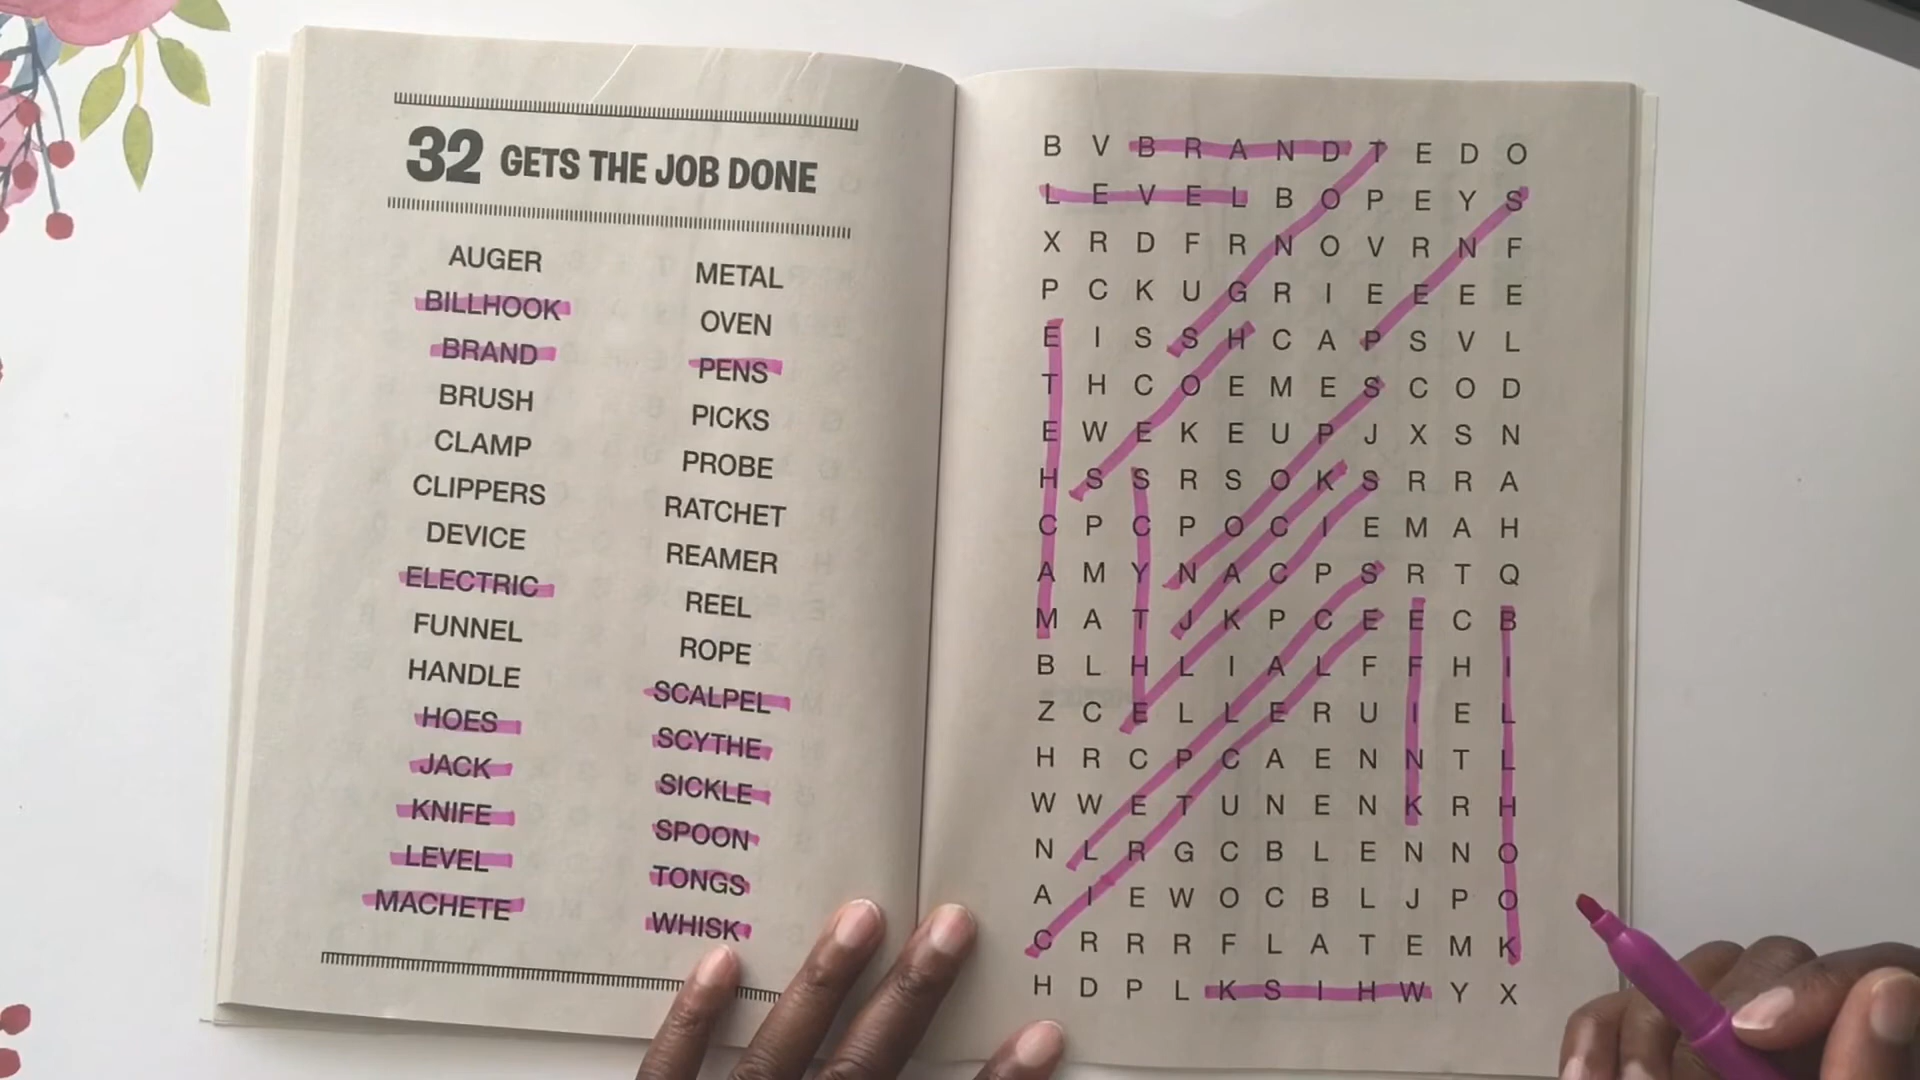 32 GETS THE JOB DONE
AUGER
BILLHOOK
BRAND
BRUSH
CLAMP
CLIPPERS
DEVICE
ELECTRIC
FUNNEL
HANDLE
HOES
JACK
KNIFE
LEVEL
MACHETE
METAL
OVEN
PENS
PICKS
PROBE
RATCHET
REAMER
REEL
ROPE
SCALPEL
SCYTHE
SICKLE
SPOON
TONGS
WHISK
B V B R A N D T E D O
L E V E L B O P E Y S
X R D F R N O V R N F
P C K U G R I E E E E
E I S S H C A P S V L
T H C O E M E S C O D
E W E K E U P J X S N
H S S R S O K S R R A
C P C P O C I E M A H
A M Y N A C P S R T Q
M A T J K P C E E C B
B L H L I A L F F H I
Z C E L L E R U I E L
H R C P C A E N N T L
W W E T U N E N K R H
N L R G C B L E N N O
A I E W O C B L J P O
C R R R F L A T E M K
H D P L K S I H W Y X